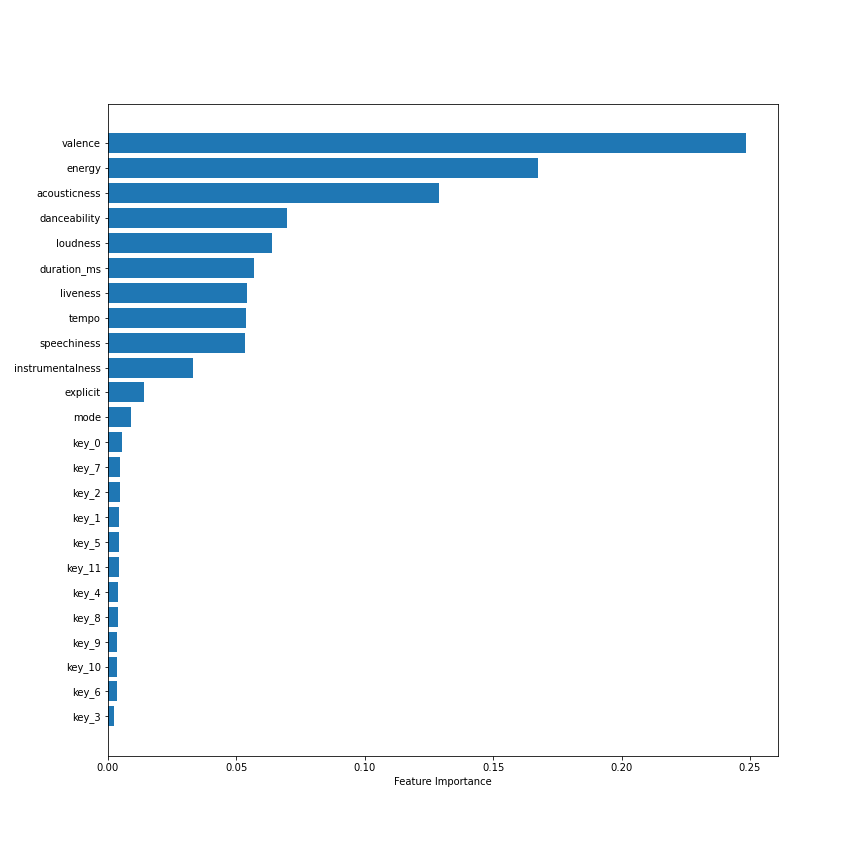 valence
energy
acousticness
danceability
loudness
duration_ms
liveness
tempo
speechiness
instrumentalness
explicit
mode
key_0
key_7
key_2
key_1
key_5
key_11
key_4
key_8
key_9
key_10
key_6
key_3
0.00 0.05 0.10 0.15 0.20 0.25
Feature Importance